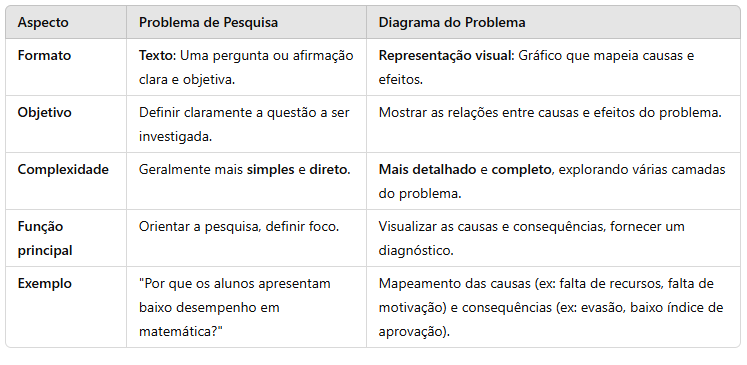 Aspecto Problema de Pesquisa Diagrama do Problema
Formato
Texto: Uma pergunta ou afirmação
clara e objetiva.
Representação visual: Gráfico que mapeia causas e
efeitos.
Objetivo
Definir claramente a questão a ser
investigada.
Mostrar as relações entre causas e efeitos do problema.
Complexidade
Geralmente mais simples e direto.
Mais detalhado e completo, explorando várias camadas
do problema.
Função
principal
Orientar a pesquisa, definir foco.
Visualizar as causas e consequências, fornecer um
diagnóstico.
Exemplo
"Por que os alunos apresentam
baixo desempenho em
matemática?"
Mapeamento das causas (ex: falta de recursos, falta de
motivação) e consequências (ex: evasão, baixo índice de
aprovação).